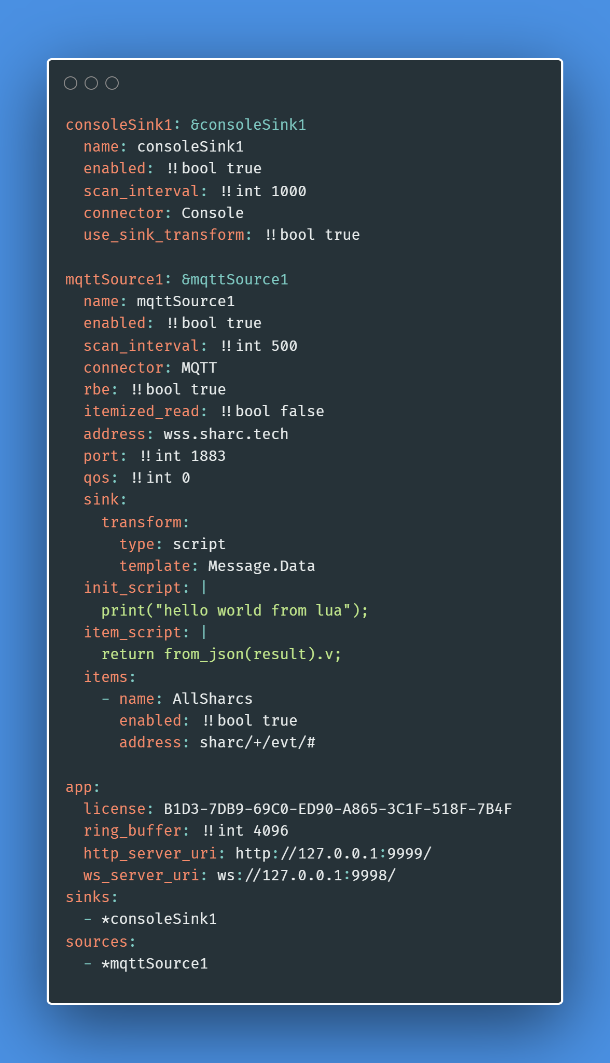 consoleSink1: &consoleSink1
  name: consoleSink1
  enabled: !!bool true
  scan_interval: !!int 1000
  connector: Console
  use_sink_transform: !!bool true

mqttSource1: &mqttSource1
  name: mqttSource1
  enabled: !!bool true
  scan_interval: !!int 500
  connector: MQTT
  rbe: !!bool true
  itemized_read: !!bool false
  address: wss.sharc.tech
  port: !!int 1883
  qos: !!int 0
  sink:
    transform:
      type: script
      template: Message.Data
  init_script: |
    print("hello world from lua");
  item_script: |
    return from_json(result).v;
  items:
    - name: AllSharcs
      enabled: !!bool true
      address: sharc/+/evt/#

app:
  license: B1D3-7DB9-69C0-ED90-A865-3C1F-518F-7B4F
  ring_buffer: !!int 4096
  http_server_uri: http://127.0.0.1:9999/
  ws_server_uri: ws://127.0.0.1:9998/
sinks:
  - *consoleSink1
sources:
  - *mqttSource1